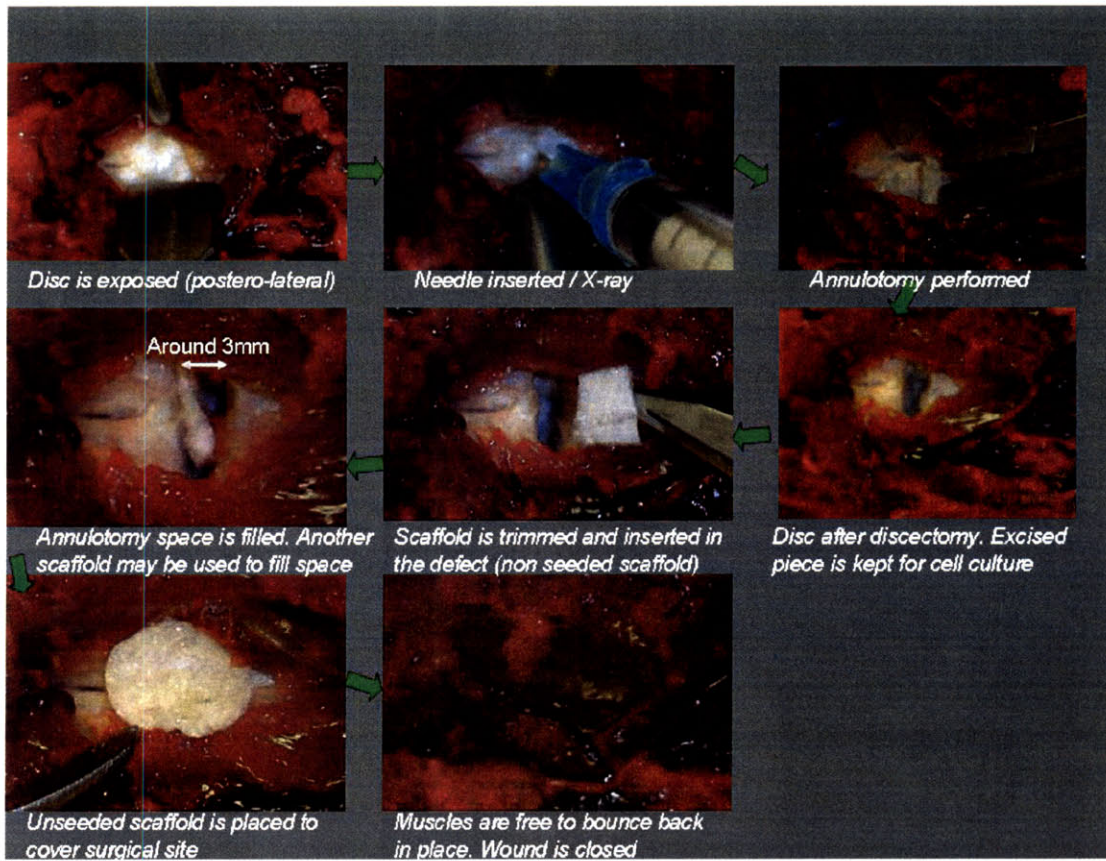 Disc is exposed (postero-lateral)
Needle inserted / X-ray
Annulotomy performed
Around 3mm
Annulotomy space is filled. Another
scaffold may be used to fill space
Scaffold is trimmed and inserted in
the defect (non seeded scaffold)
Disc after discectomy. Excised
piece is kept for cell culture
Unseeded scaffold is placed to
cover surgical site
Muscles are free to bounce back
in place. Wound is closed